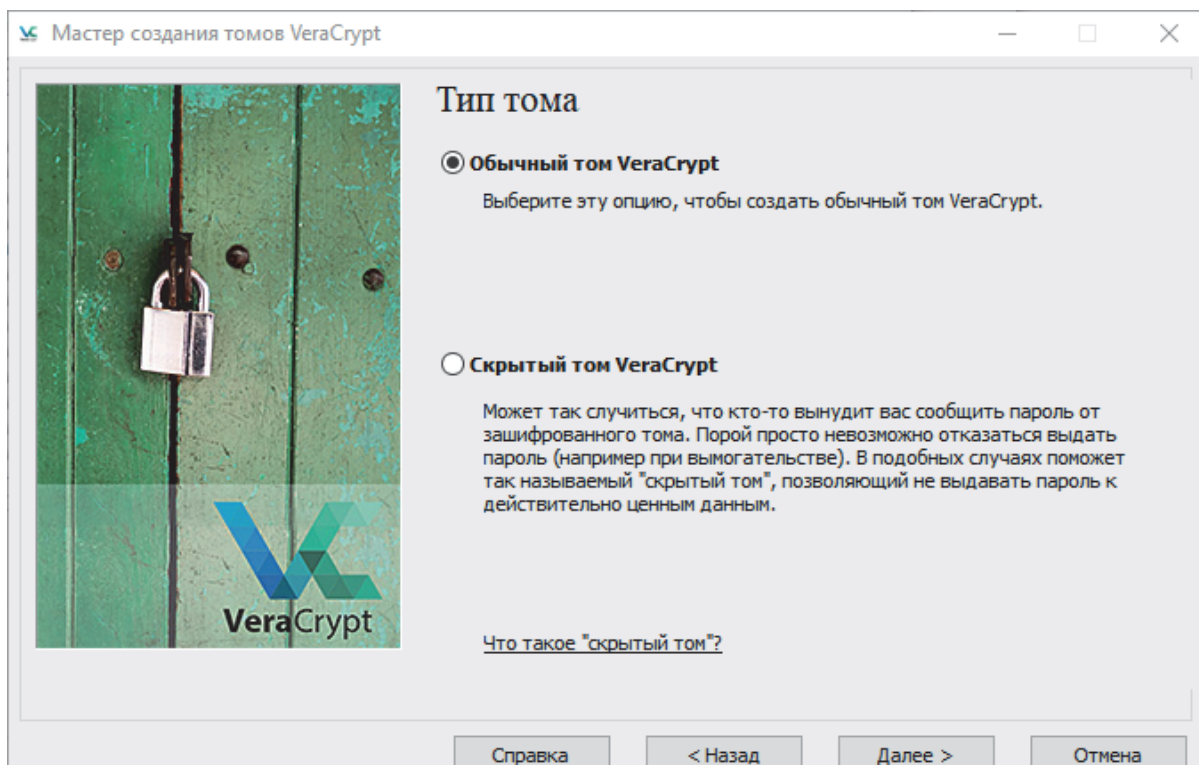 Мастер создания томов VeraCrypt
Тип тома
Обычный том VeraCrypt
Выберите эту опцию, чтобы создать обычный том VeraCrypt.
Скрытый том VeraCrypt
Может так случиться, что кто-то вынудит вас сообщить пароль от
зашифрованного тома. Порой просто невозможно отказаться выдать
пароль (например при вымогательстве). В подобных случаях поможет
так называемый "скрытый том", позволяющий не выдавать пароль к
действительно ценным данным.
VeraCrypt
Что такое "скрытый том"?
Справка
< Назад
Далее >
Отмена